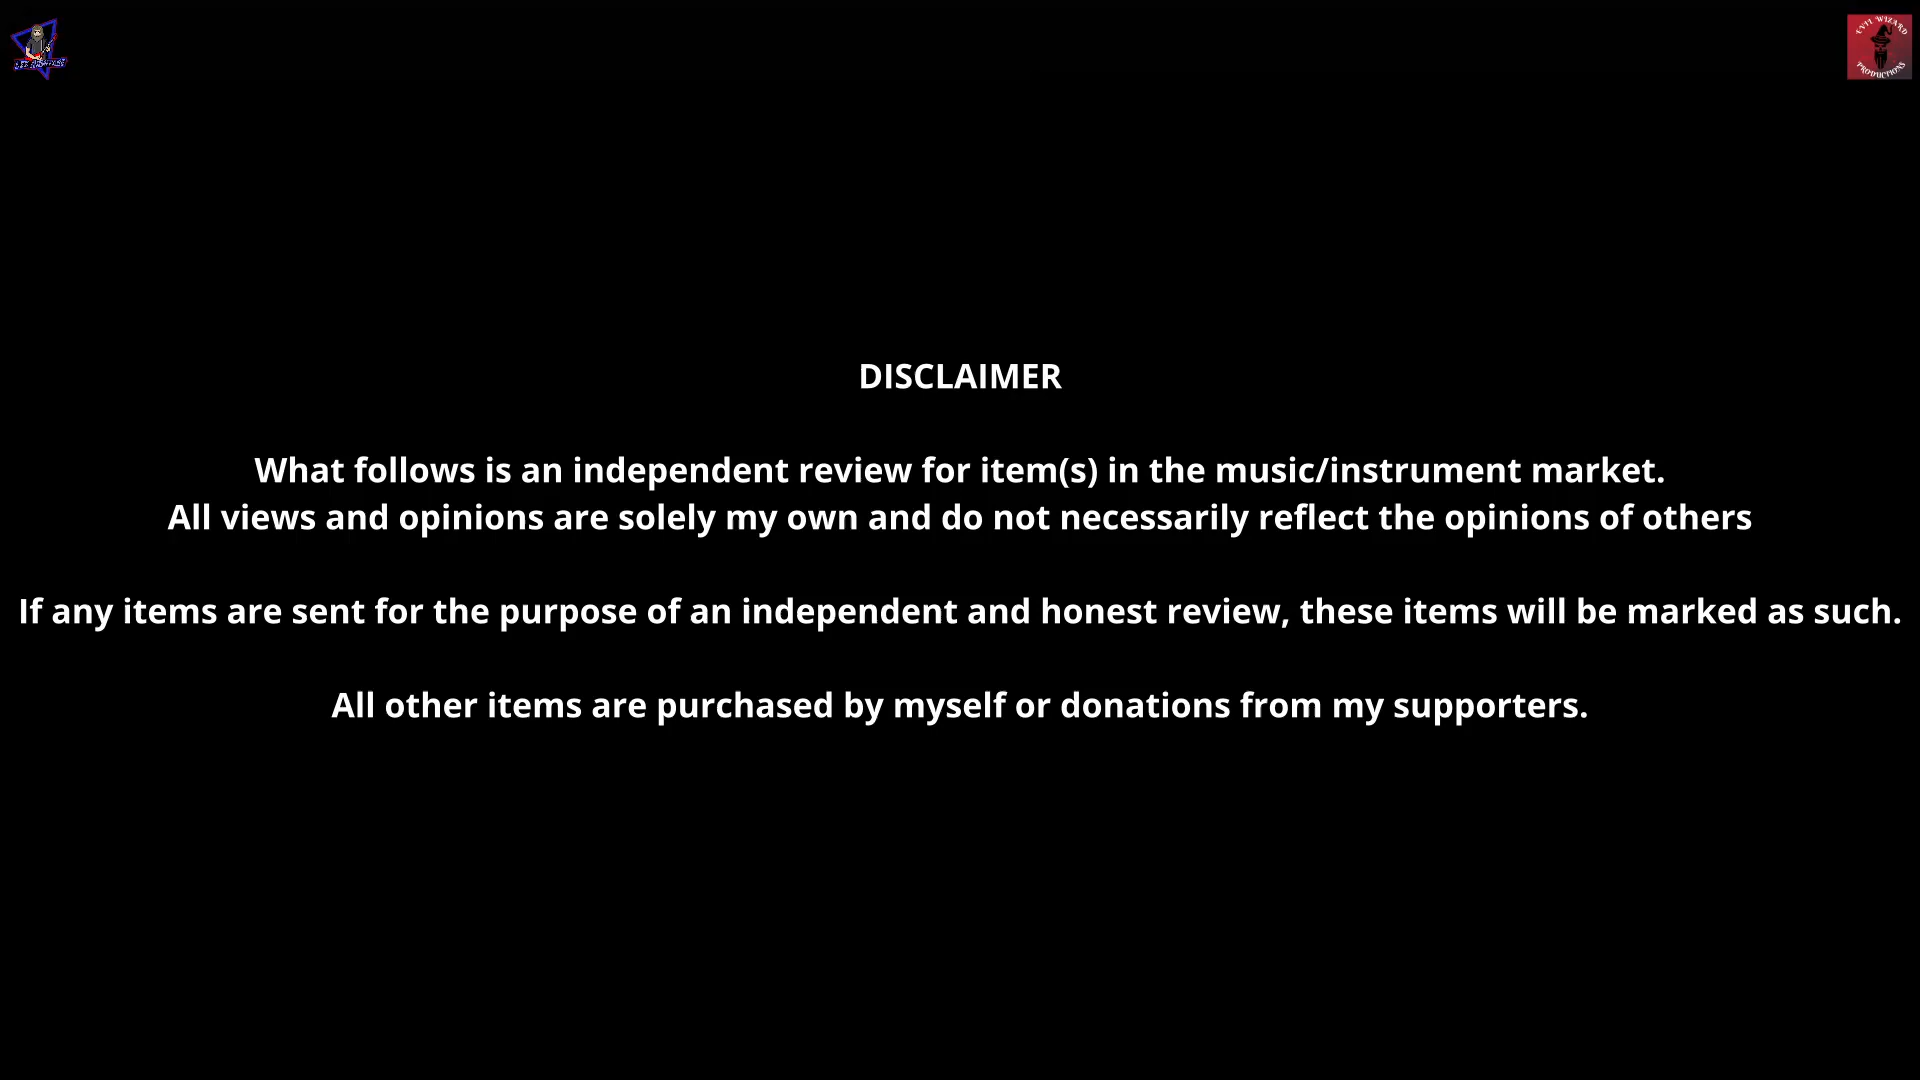 EVIL WIZARD
PRODUCTIONS
DISCLAIMER
What follows is an independent review for item(s) in the music/instrument market.
All views and opinions are solely my own and do not necessarily reflect the opinions of others
If any items are sent for the purpose of an independent and honest review, these items will be marked as such.
All other items are purchased by myself or donations from my supporters.